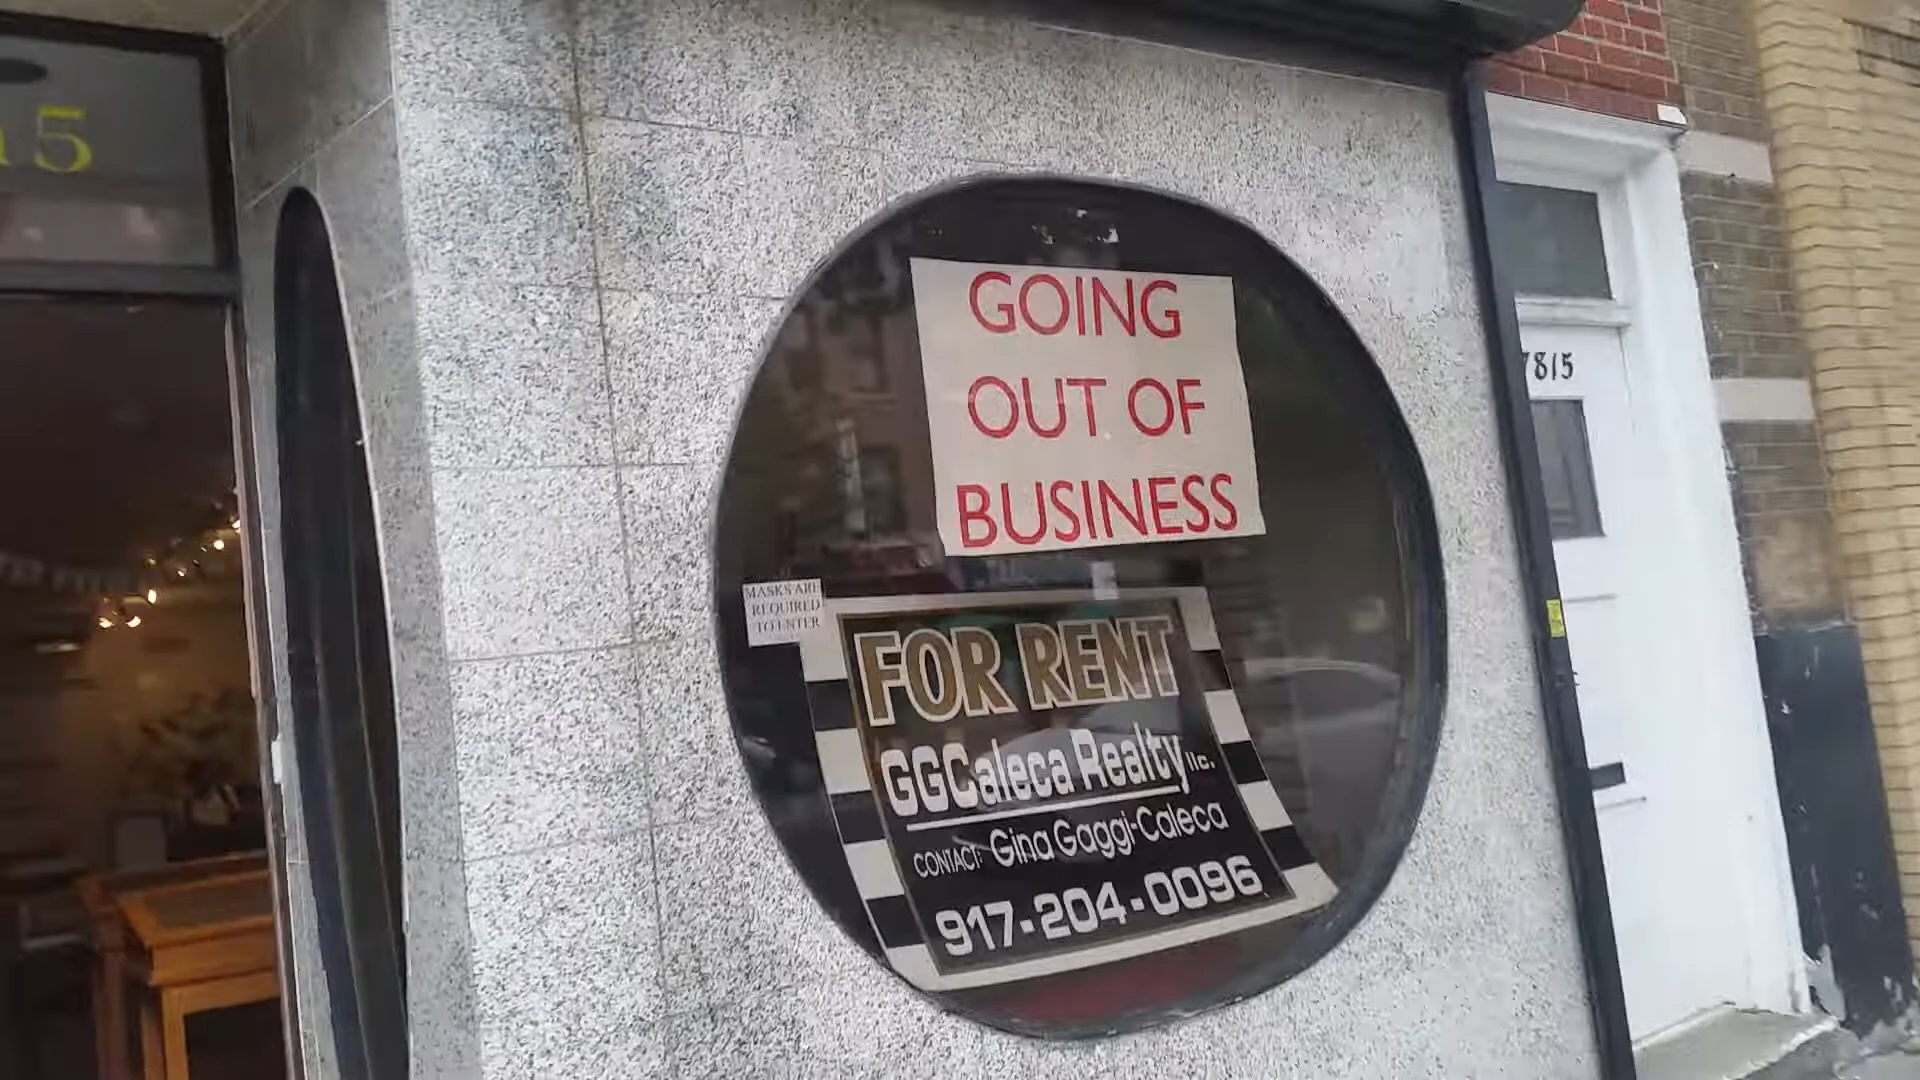 15
GOING
OUT OF
BUSINESS
7815
MASKS ARE
REQUIRED
TO ENTER
FOR RENT
GGCaleca Realty llc.
CONTACT: Gina Gaggi-Caleca
917-204-0096